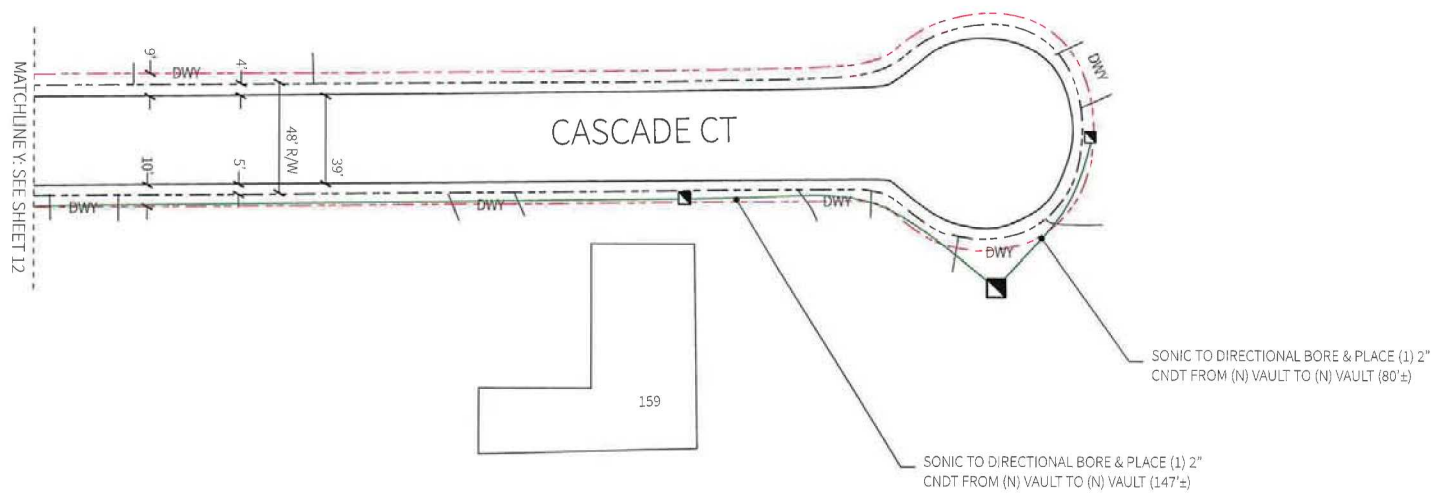 MATCHLINE Y: SEE SHEET 12
9'
DWY
4'
48' R/W
39'
CASCADE CT
10'
5'
DWY
DWY
DWY
DWY
DWY
159
SONIC TO DIRECTIONAL BORE & PLACE (1) 2"
CNDT FROM (N) VAULT TO (N) VAULT (80'±)
SONIC TO DIRECTIONAL BORE & PLACE (1) 2"
CNDT FROM (N) VAULT TO (N) VAULT (147'±)